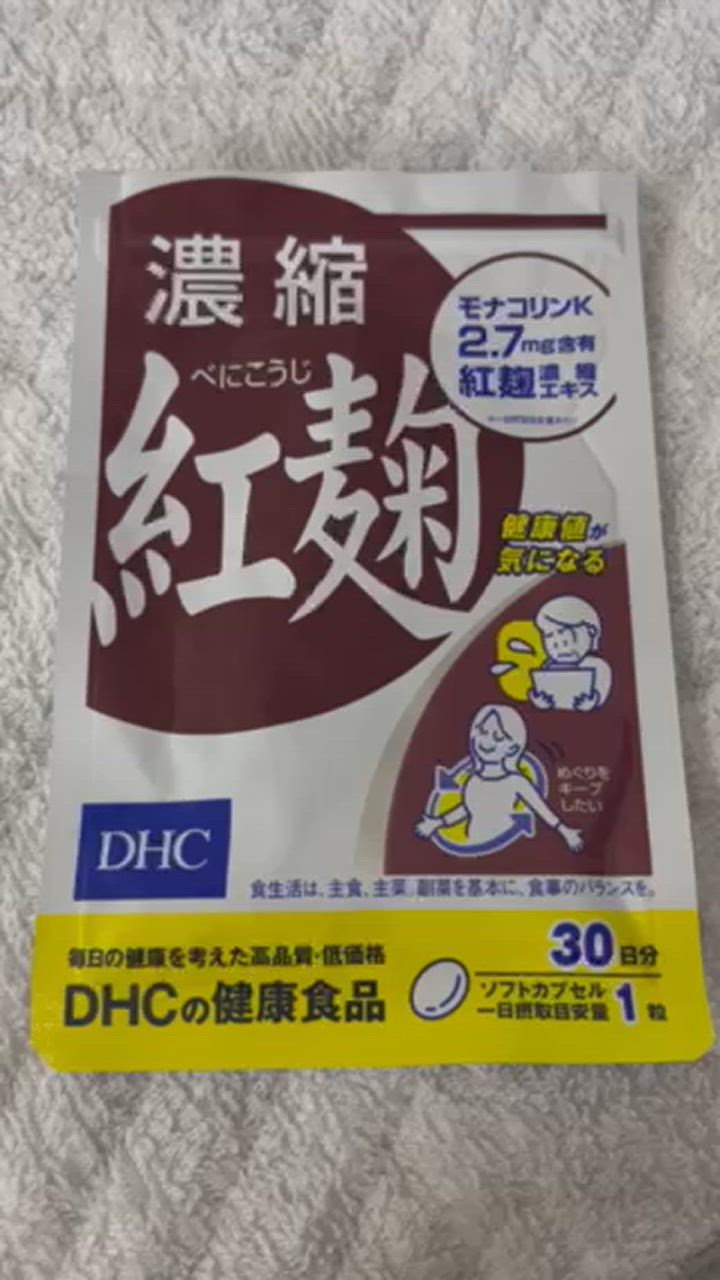 濃縮
べにこうじ
紅麹
モナコリンK
2.7mg含有
紅麹 濃縮エキス
健康値が
気になる
めぐりを
キープ
したい
DHC
食生活は、主食、主菜、副菜を基本に、食事のバランスを。
毎日の健康を考えた高品質・低価格
DHCの健康食品
30日分
ソフトカプセル
一日摂取目安量 1粒